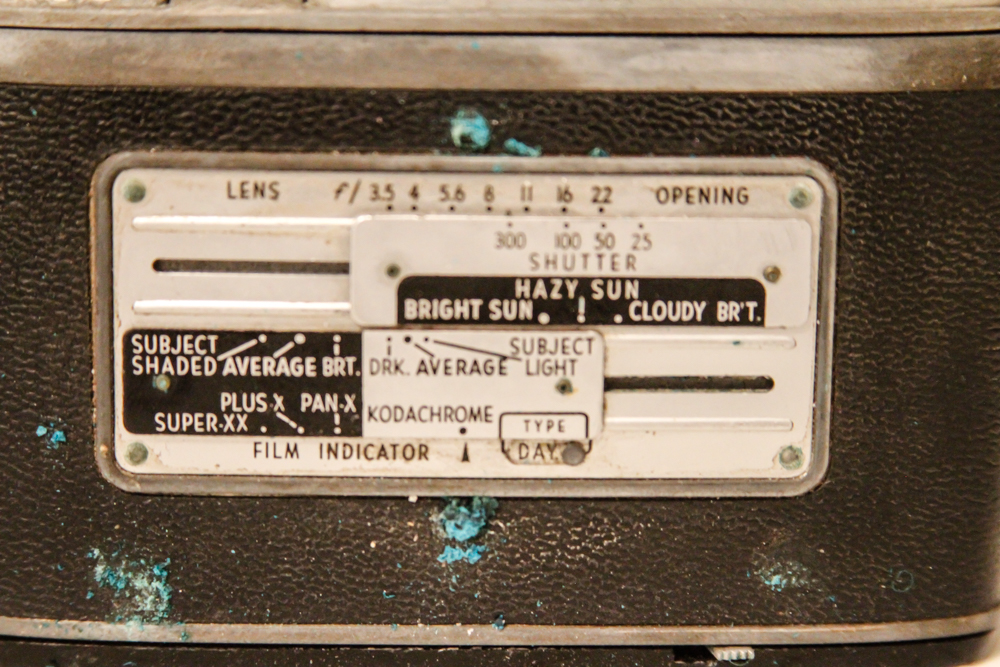 LENS f/ 3.5 4 5.6 8 11 16 22 OPENING
300 100 50 25
SHUTTER
HAZY SUN
BRIGHT SUN CLOUDY BR'T.
SUBJECT SUBJECT
SHADED AVERAGE BRT. DRK. AVERAGE LIGHT
PLUS-X PAN-X
SUPER-XX KODACHROME
TYPE
FILM INDICATOR DAY.